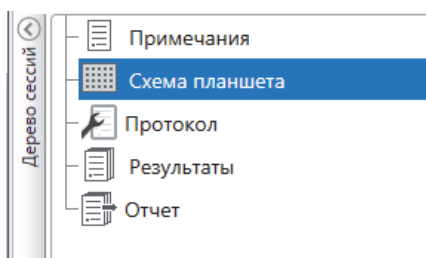 Дерево сессий
Примечания
Схема планшета
Протокол
Результаты
Отчет